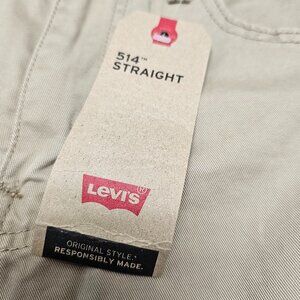 514™
STRAIGHT
Levi's®
ORIGINAL STYLE.*
RESPONSIBLY MADE.